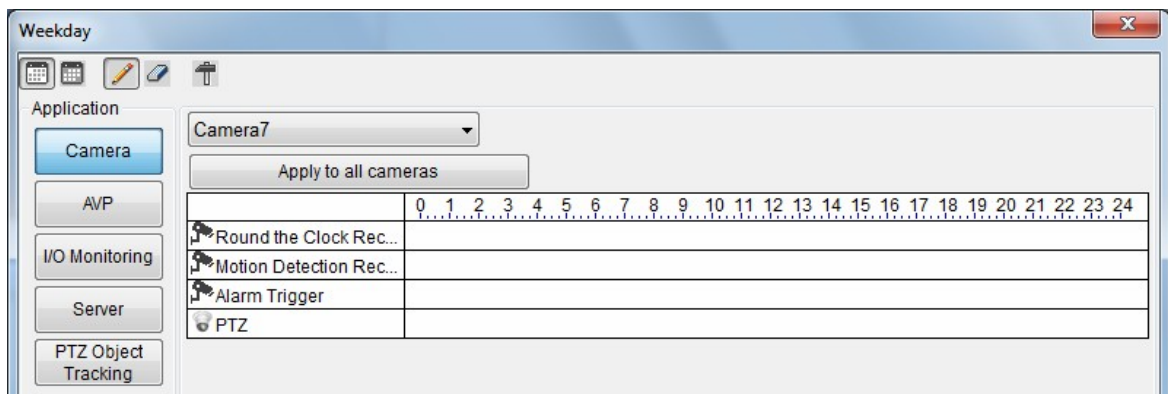 Weekday
Application
Camera
AVP
I/O Monitoring
Server
PTZ Object
Tracking
Camera7
Apply to all cameras
0 1 2 3 4 5 6 7 8 9 10 11 12 13 14 15 16 17 18 19 20 21 22 23 24
Round the Clock Rec...
Motion Detection Rec...
Alarm Trigger
PTZ